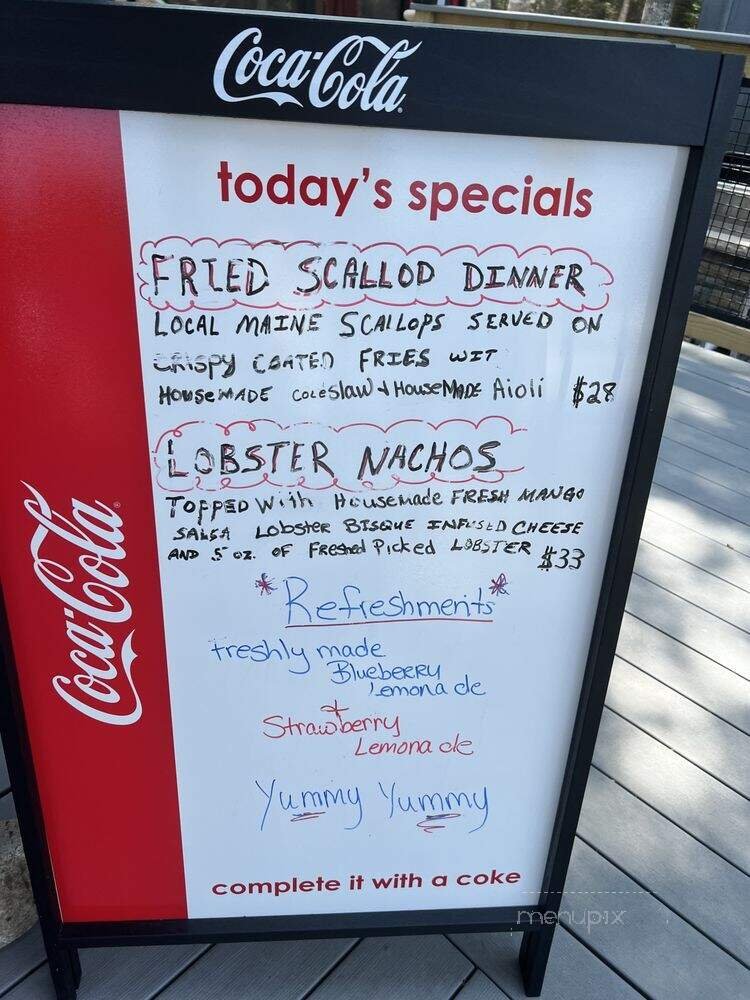 Coca-Cola
today's specials
FRIED SCALLOP DINNER
LOCAL MAINE SCALLOPS SERVED ON
CRISPY COATED FRIES WIT
HOUSEMADE COLESLAW + HOUSEMADE Aioli $28
LOBSTER NACHOS
TOPPED With Housemade FRESH MANGO
SALSA Lobster BISQUE INFUSED CHEESE
AND .5 oz. OF Freshed Picked LOBSTER $33
* Refreshments *
freshly made
Blueberry
Lemonade
+
Strawberry
Lemonade
Yummy Yummy
complete it with a coke
Coca-Cola
menupix